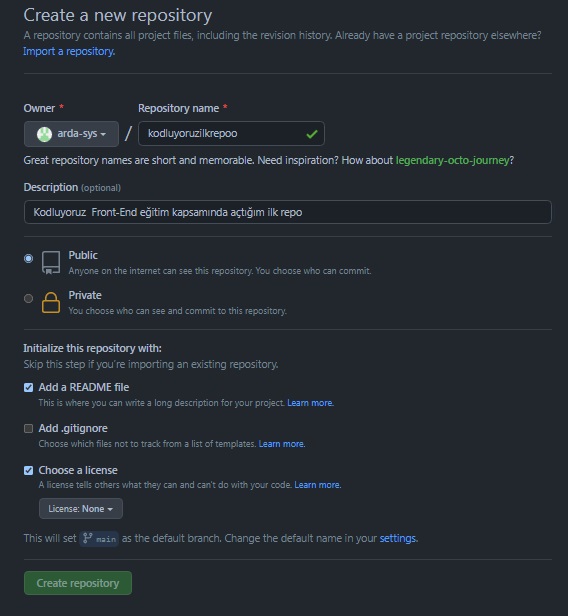 Create a new repository
A repository contains all project files, including the revision history. Already have a project repository elsewhere?
Import a repository.
Owner *
Repository name *
arda-sys / kodluyoruzilkrepoo
Great repository names are short and memorable. Need inspiration? How about legendary-octo-journey?
Description (optional)
Kodluyoruz Front-End eğitim kapsamında açtığım ilk repo
Public
Anyone on the internet can see this repository. You choose who can commit.
Private
You choose who can see and commit to this repository.
Initialize this repository with:
Skip this step if you're importing an existing repository.
Add a README file
This is where you can write a long description for your project. Learn more.
Add .gitignore
Choose which files not to track from a list of templates. Learn more.
Choose a license
A license tells others what they can and can't do with your code. Learn more.
License: None
This will set main as the default branch. Change the default name in your settings.
Create repository